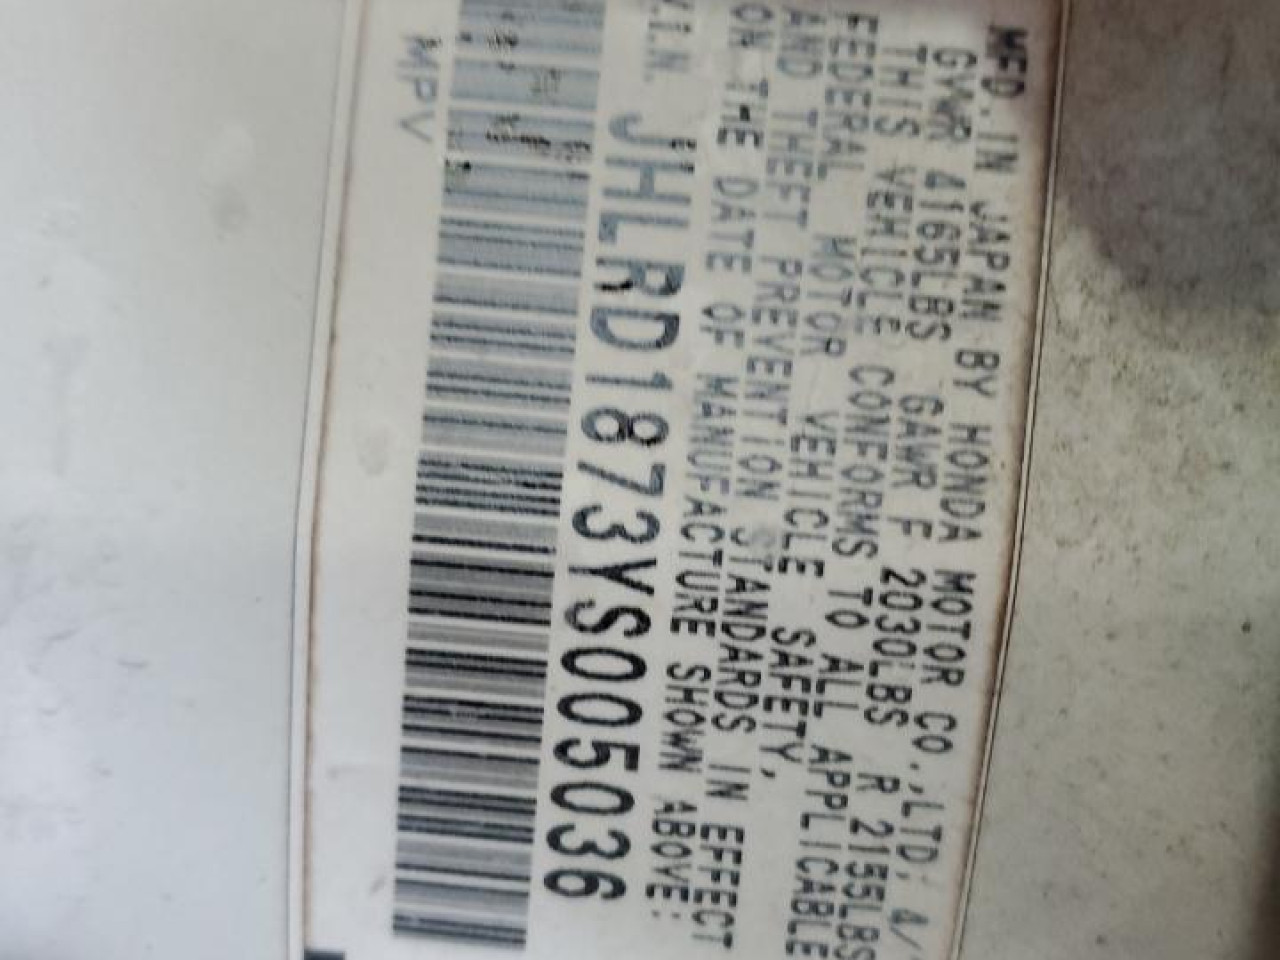 MFD. IN JAPAN BY HONDA MOTOR CO.,LTD. 4/
GVWR 4165LBS GAWR F 2030LBS R 2155LBS
THIS VEHICLE CONFORMS TO ALL APPLICABLE
FEDERAL MOTOR VEHICLE SAFETY,
AND THEFT PREVENTION STANDARDS IN EFFECT
ON THE DATE OF MANUFACTURE SHOWN ABOVE:
V.I.N. JHLRD1873YS005036
MPV